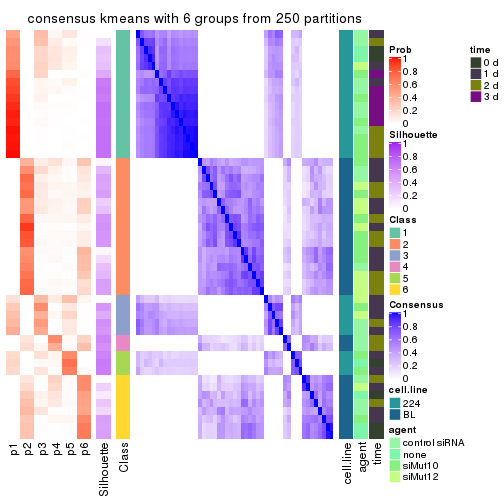 consensus kmeans with 6 groups from 250 partitions
Prob
1
0.8
0.6
0.4
0.2
0
Silhouette
1
0.8
0.6
0.4
0.2
0
Class
1
2
3
4
5
6
Consensus
1
0.8
0.6
0.4
0.2
0
cell.line
224
BL
agent
control siRNA
none
siMut10
siMut12
time
0 d
1 d
2 d
3 d
p1
p2
p3
p4
p5
p6
Silhouette
Class
cell.line
agent
time